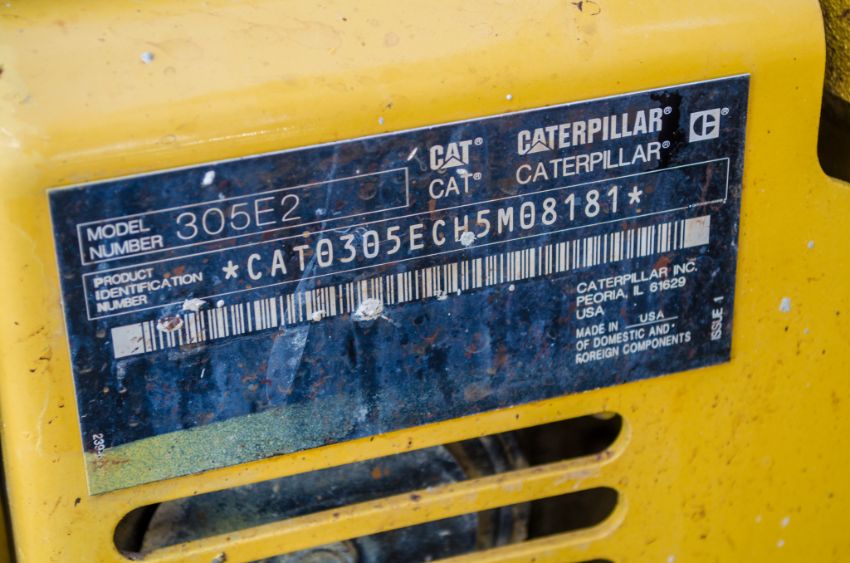 CAT®
CAT®
CATERPILLAR®
CATERPILLAR®
MODEL
NUMBER
305E2
PRODUCT
IDENTIFICATION
NUMBER
*CAT0305ECH5M08181*
CATERPILLAR INC.
PEORIA, IL 61629
USA
MADE IN USA
OF DOMESTIC AND
FOREIGN COMPONENTS
ISSUE 1